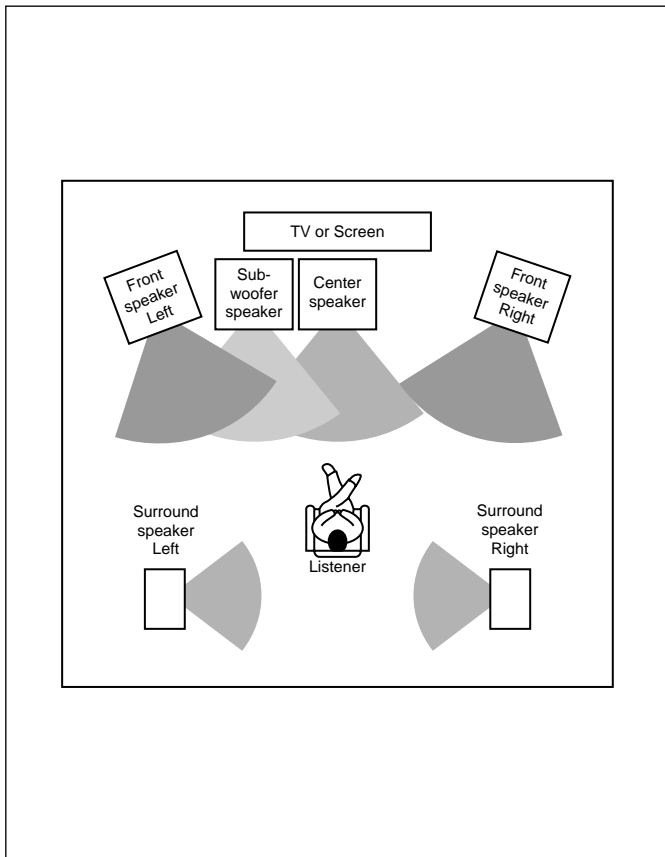 TV or Screen
Front
speaker
Left
Sub-
woofer
speaker
Center
speaker
Front
speaker
Right
Surround
speaker
Left
Listener
Surround
speaker
Right